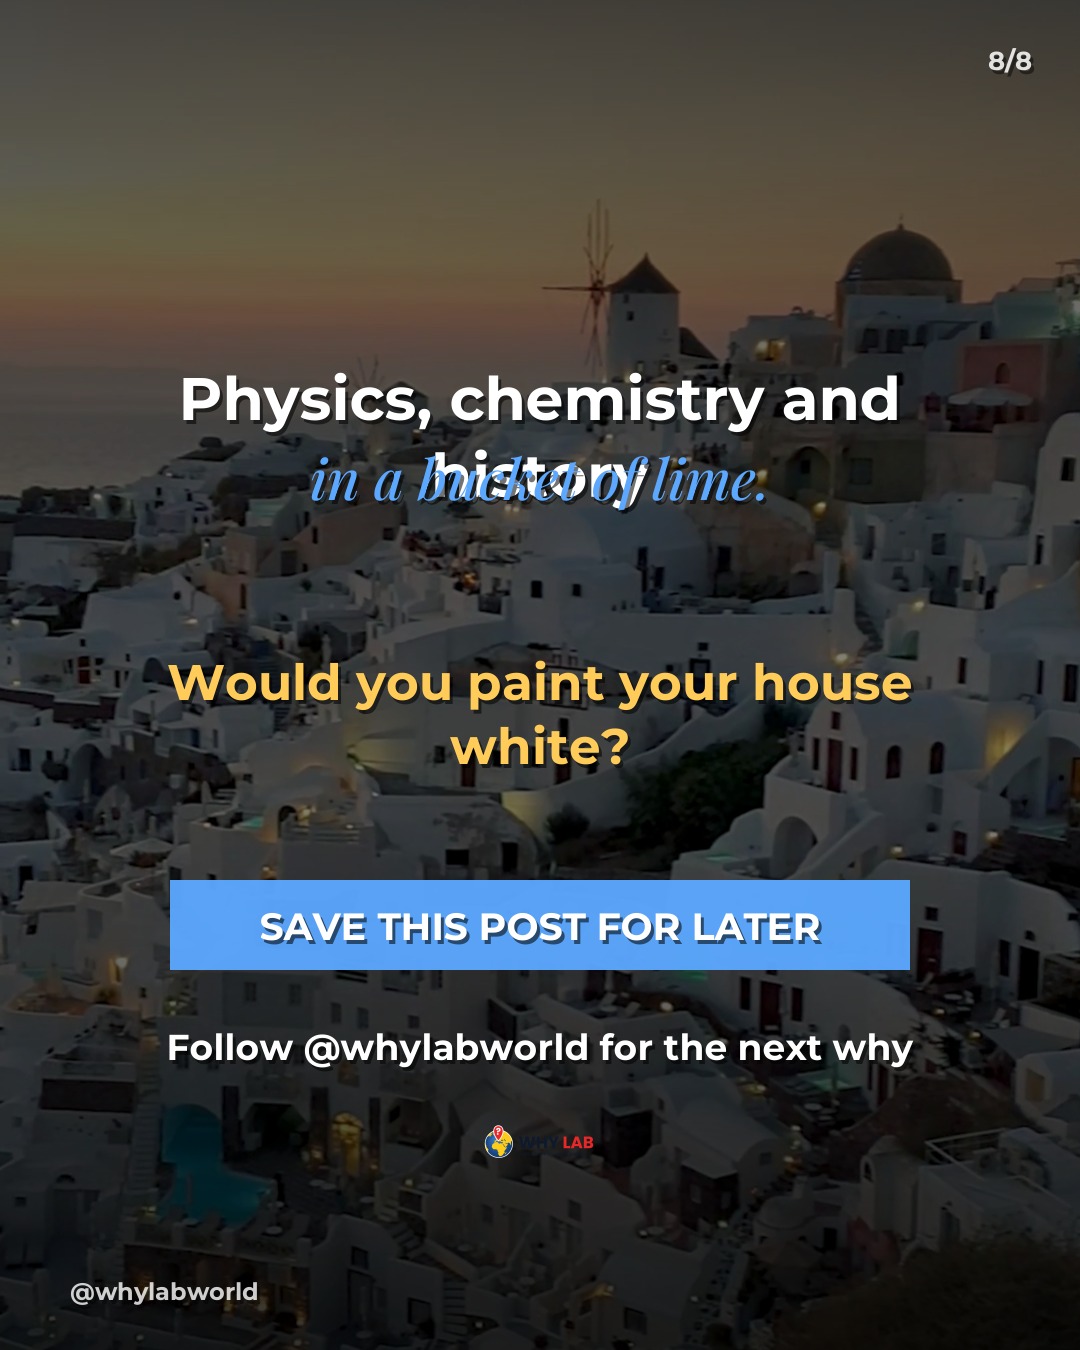 8/8
Physics, chemistry and
history
in a bucket of lime.
Would you paint your house
white?
SAVE THIS POST FOR LATER
Follow @whylabworld for the next why
WHY LAB
@whylabworld